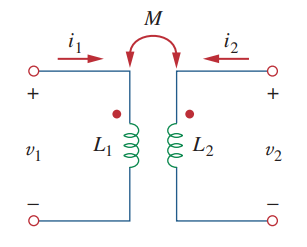 M
i₁ i₂
+ +
v₁ L₁ L₂ v₂
– –